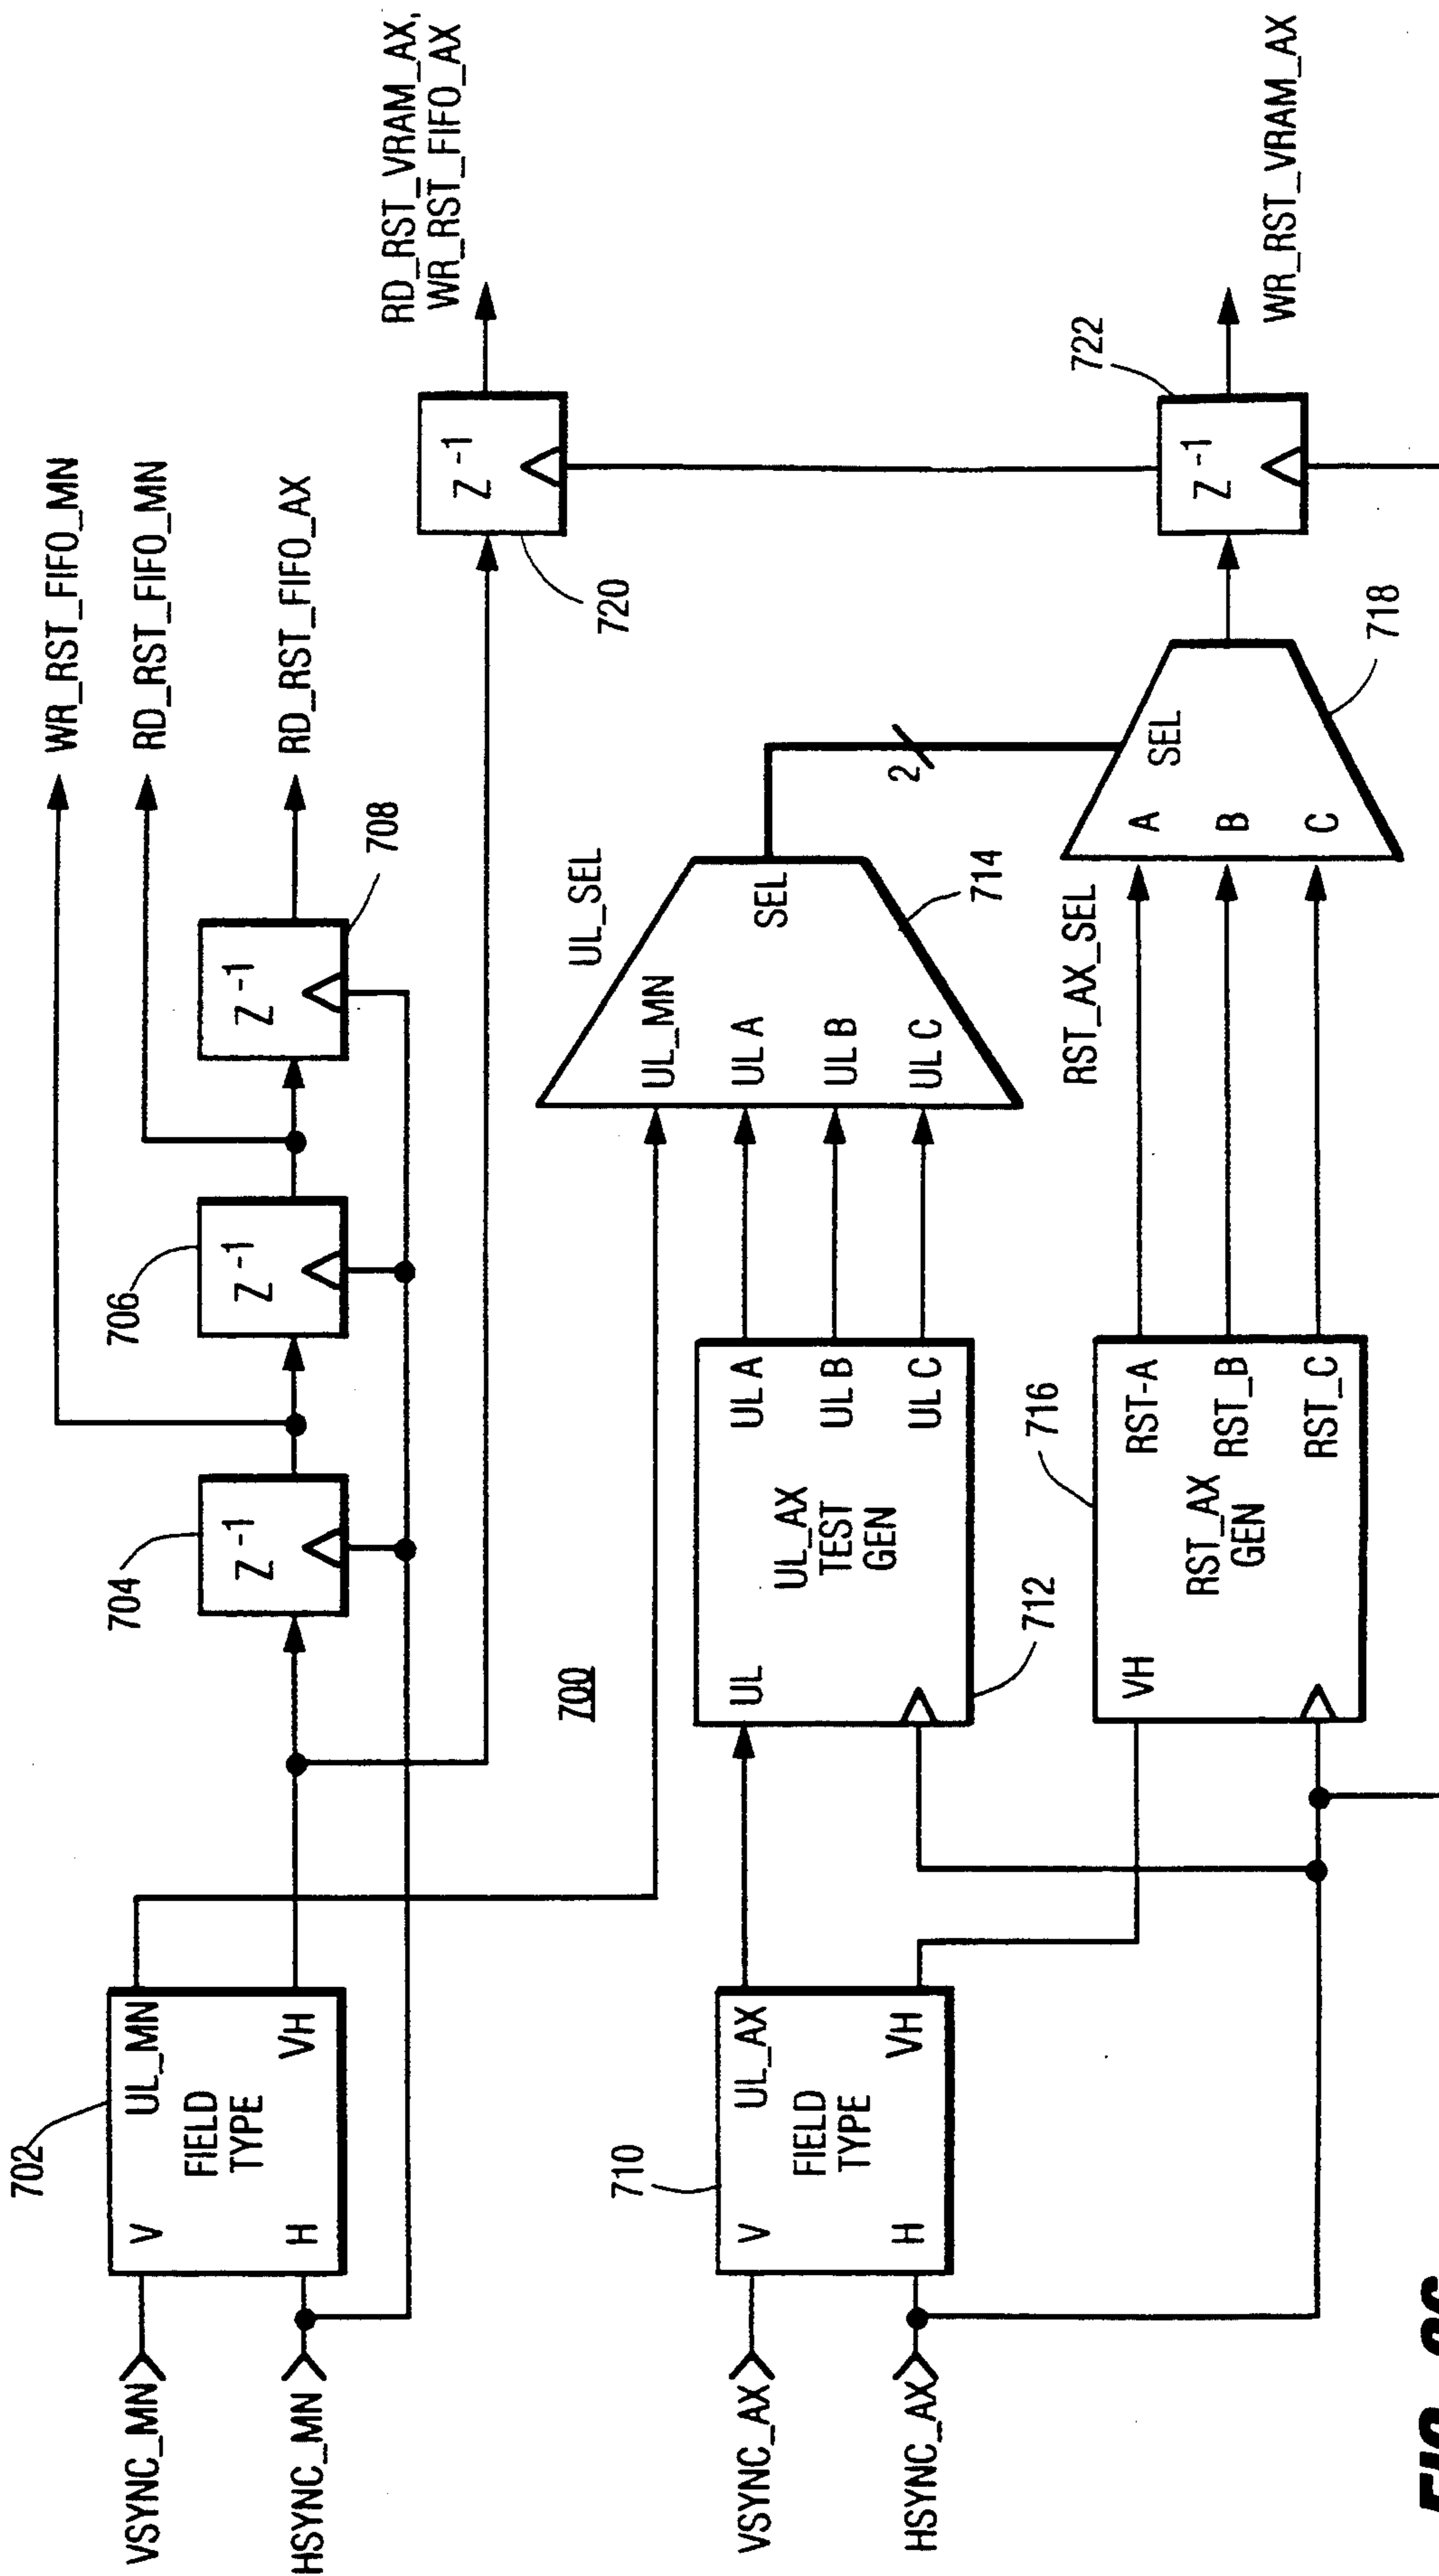 WR_RST_FIFO_MN
RD_RST_FIFO_MN
RD_RST_FIFO_AX
702
VSYNC_MN
HSYNC_MN
V
H
FIELD
TYPE
UL_MN
VH
704
Z -1
706
Z -1
708
Z -1
RD_RST_VRAM_AX,
WR_RST_FIFO_AX
720
Z -1
700
710
VSYNC_AX
HSYNC_AX
V
H
FIELD
TYPE
UL_AX
VH
UL
UL_AX
TEST
GEN
UL A
UL B
UL C
712
UL_SEL
UL_MN
UL A
UL B
UL C
SEL
714
2
716
VH
RST_AX
GEN
RST-A
RST_B
RST_C
RST_AX_SEL
A
B
C
SEL
718
722
Z -1
WR_RST_VRAM_AX